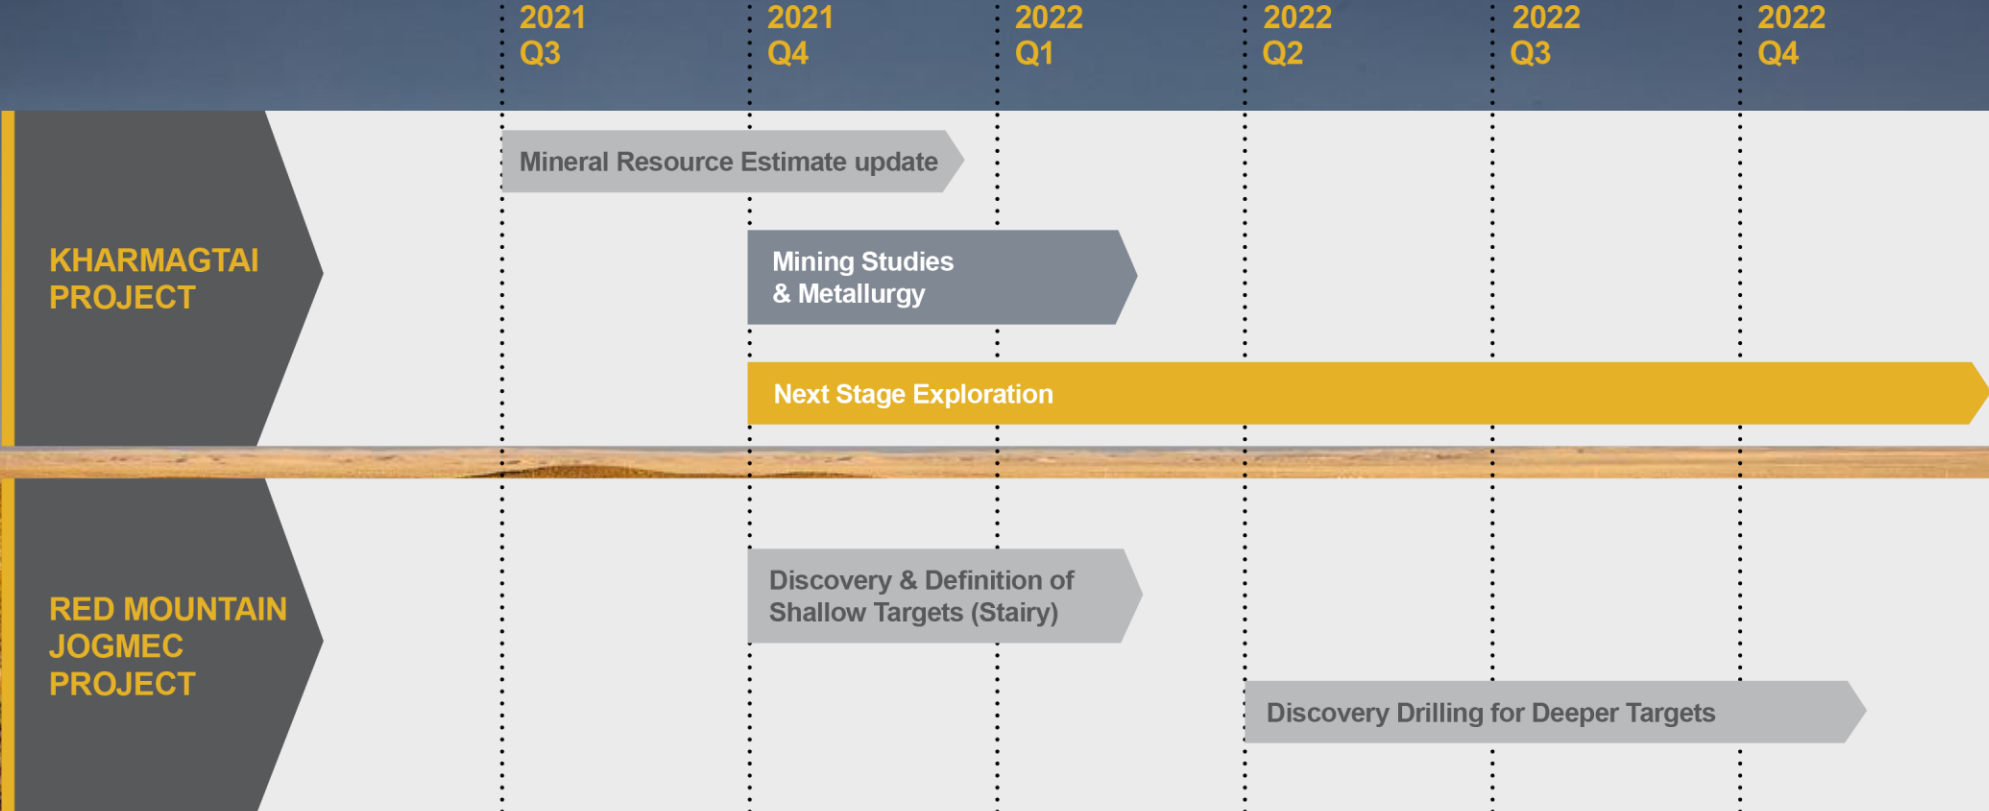 2021
Q3
2021
Q4
2022
Q1
2022
Q2
2022
Q3
2022
Q4
KHARMAGTAI
PROJECT
Mineral Resource Estimate update
Mining Studies
& Metallurgy
Next Stage Exploration
RED MOUNTAIN
JOGMEC
PROJECT
Discovery & Definition of
Shallow Targets (Stairy)
Discovery Drilling for Deeper Targets